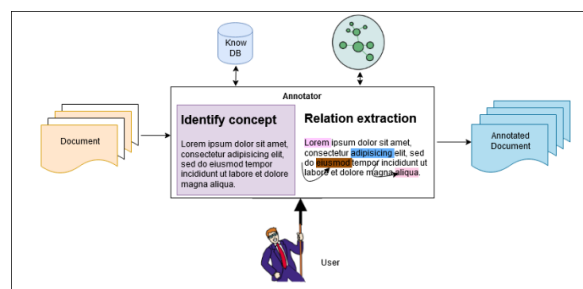 Know
DB
Annotator
Identify concept
Lorem ipsum dolor sit amet,
consectetur adipisicing elit,
sed do eiusmod tempor
incididunt ut labore et dolore
magna aliqua.
Relation extraction
Lorem ipsum dolor sit amet,
consectetur adipisicing elit, sed
do eiusmod tempor incididunt ut
labore et dolore magna aliqua.
Document
Annotated
Document
User